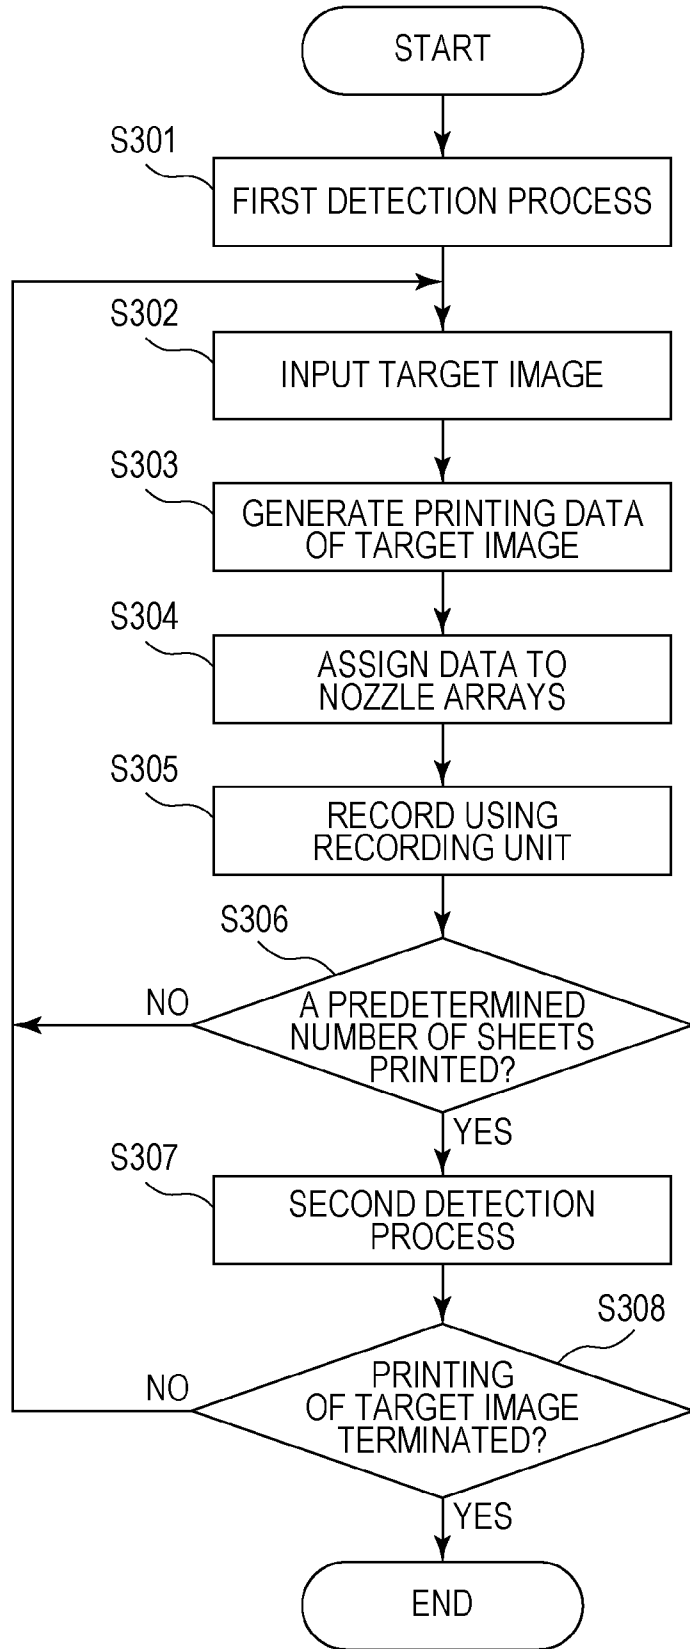 START
S301
FIRST DETECTION PROCESS
S302
INPUT TARGET IMAGE
S303
GENERATE PRINTING DATA
OF TARGET IMAGE
S304
ASSIGN DATA TO
NOZZLE ARRAYS
S305
RECORD USING
RECORDING UNIT
S306
NO
A PREDETERMINED
NUMBER OF SHEETS
PRINTED?
YES
S307
SECOND DETECTION
PROCESS
S308
NO
PRINTING
OF TARGET IMAGE
TERMINATED?
YES
END